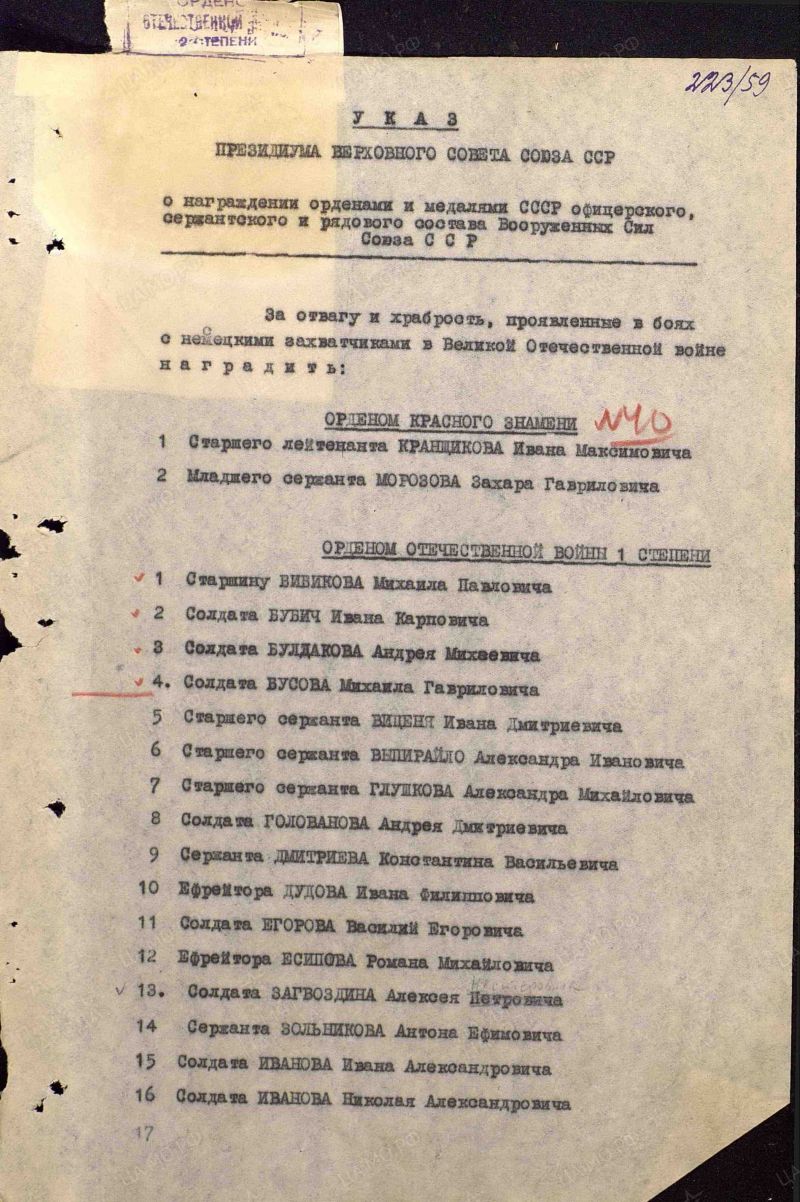 ОРДЕНО
ОТЕЧЕСТВЕННОЙ
2 СТЕПЕНИ
223/59
У К А З
ПРЕЗИДИУМА ВЕРХОВНОГО СОВЕТА СОЮЗА ССР
о награждении орденами и медалями СССР офицерского,
сержантского и рядового состава Вооруженных Сил
Союза С С Р
За отвагу и храбрость, проявленные в боях
с немецкими захватчиками в Великой Отечественной войне
н а г р а д и т ь:
ОРДЕНОМ КРАСНОГО ЗНАМЕНИ №40
1 Старшего лейтенанта КРАНЩИКОВА Ивана Максимовича
2 Младшего сержанта МОРОЗОВА Захара Гавриловича
ОРДЕНОМ ОТЕЧЕСТВЕННОЙ ВОЙНЫ 1 СТЕПЕНИ
1 Старшину БИБИКОВА Михаила Павловича
2 Солдата БУБИЧ Ивана Карповича
3 Солдата БУЛДАКОВА Андрея Михеевича
4. Солдата БУСОВА Михаила Гавриловича
5 Старшего сержанта ВИЦЕНЯ Ивана Дмитриевича
6 Старшего сержанта ВЫПИРАЙЛО Александра Ивановича
7 Старшего сержанта ГЛУШКОВА Александра Михайловича
8 Солдата ГОЛОВАНОВА Андрея Дмитриевича
9 Сержанта ДМИТРИЕВА Константина Васильевича
10 Ефрейтора ДУДОВА Ивана Филипповича
11 Солдата ЕГОРОВА Василий Егоровича
12 Ефрейтора ЕСИПОВА Романа Михайловича
13. Солдата ЗАГВОЗДИНА Алексея Петровича
14 Сержанта ЗОЛЬНИКОВА Антона Ефимовича
15 Солдата ИВАНОВА Ивана Александровича
16 Солдата ИВАНОВА Николая Александровича
17